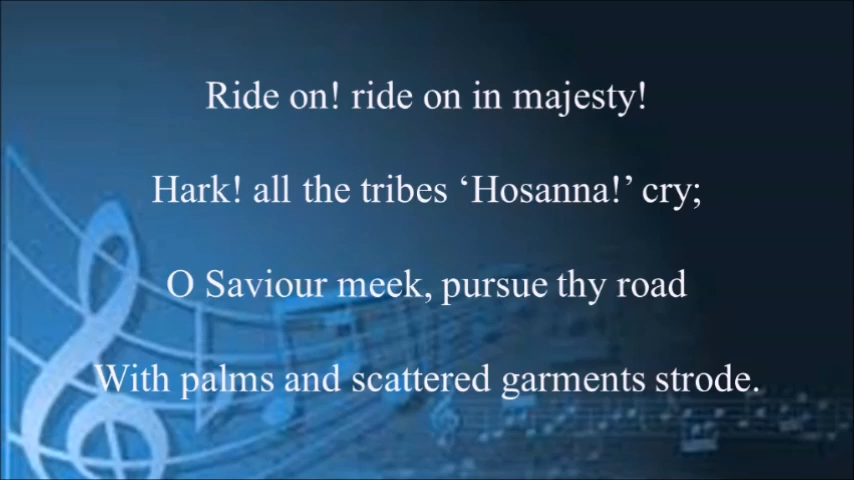 Ride on! ride on in majesty!
Hark! all the tribes ‘Hosanna!’ cry;
O Saviour meek, pursue thy road
With palms and scattered garments strode.